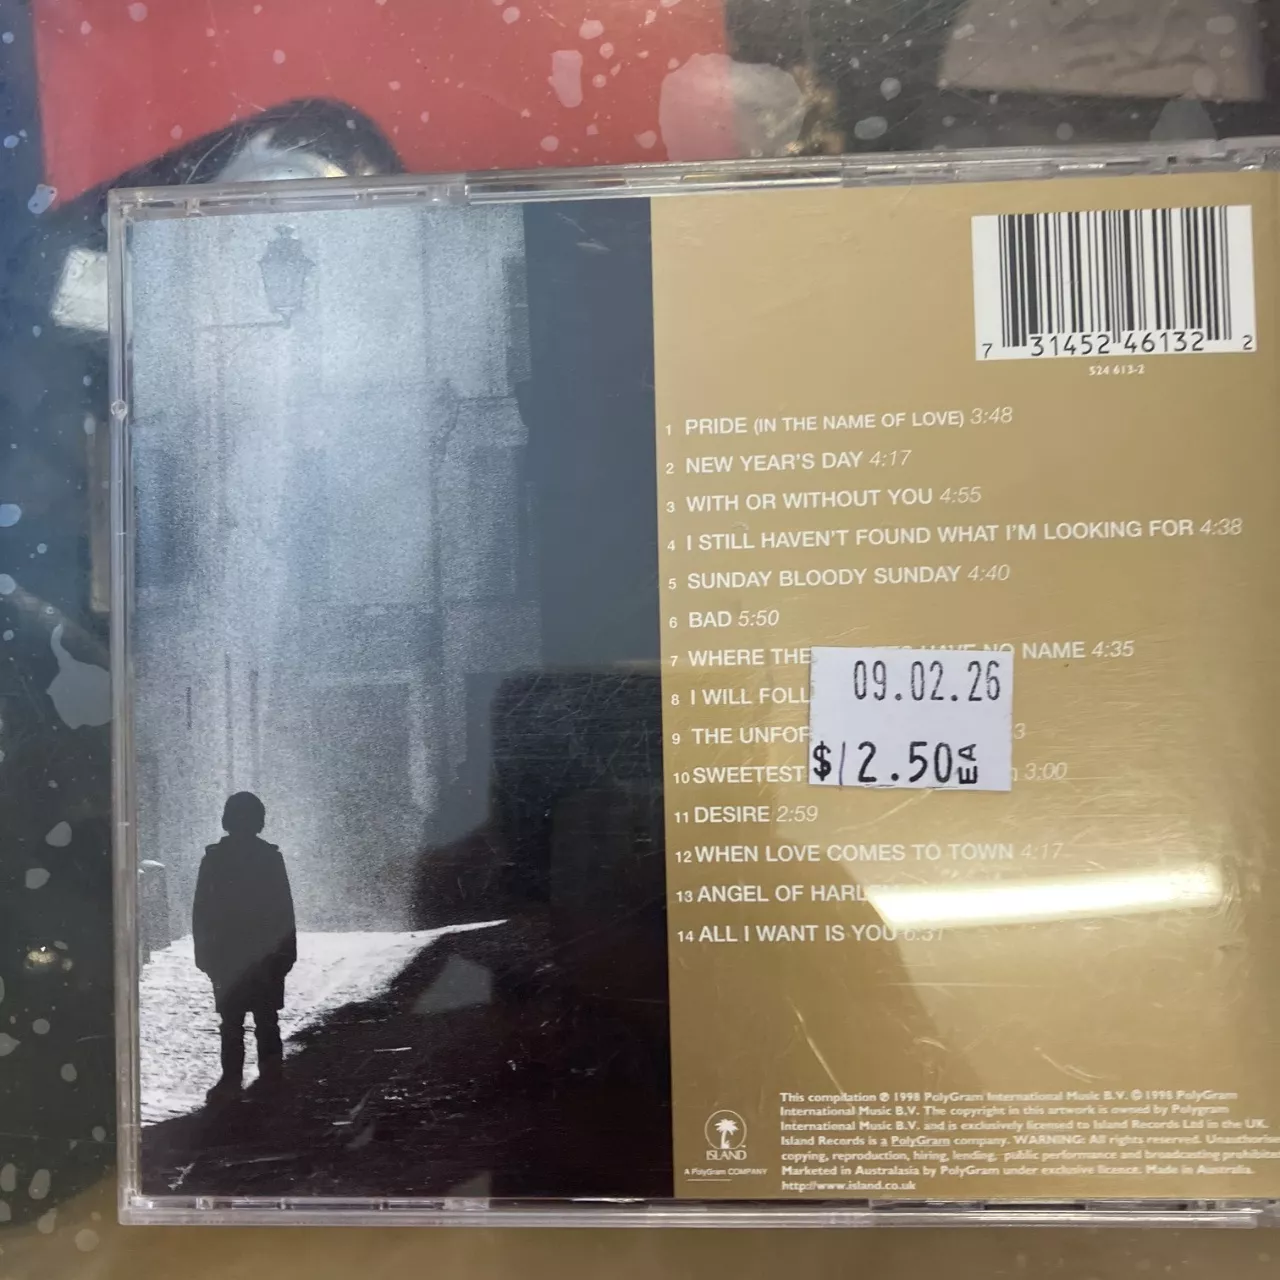 7 31452 46132 2
524 613-2
1 PRIDE (IN THE NAME OF LOVE) 3:48
2 NEW YEAR'S DAY 4:17
3 WITH OR WITHOUT YOU 4:55
4 I STILL HAVEN'T FOUND WHAT I'M LOOKING FOR 4:38
5 SUNDAY BLOODY SUNDAY 4:40
6 BAD 5:50
7 WHERE THE HAVE NO NAME 4:35
8 I WILL
9 THE
10 SWEETEST 3:00
09.02.26
$12.50 EA
11 DESIRE 2:59
12 WHEN LOVE COMES TO TOWN 4:17
13 ANGEL OF
14 ALL I WANT IS YOU 6:31
ISLAND
A PolyGram COMPANY
This compilation ℗ 1998 PolyGram International Music B.V. © 1998 PolyGram
International Music B.V. The copyright in this artwork is owned by Polygram
International Music B.V. and is exclusively licensed to Island Records Ltd in the UK.
Island Records is a PolyGram company. WARNING: All rights reserved. Unauthorise
copying, reproduction, hiring, lending, public performance and broadcasting prohibite
Marketed in Australasia by PolyGram under exclusive licence. Made in Australia.
http://www.island.co.uk